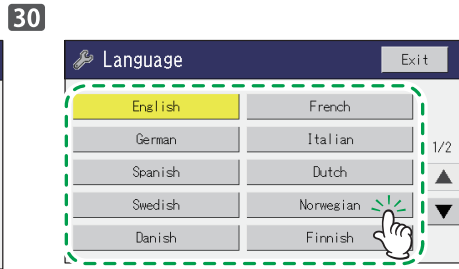 30
Language Exit
English French
German Italian
1/2
Spanish Dutch
Swedish Norwegian
Danish Finnish